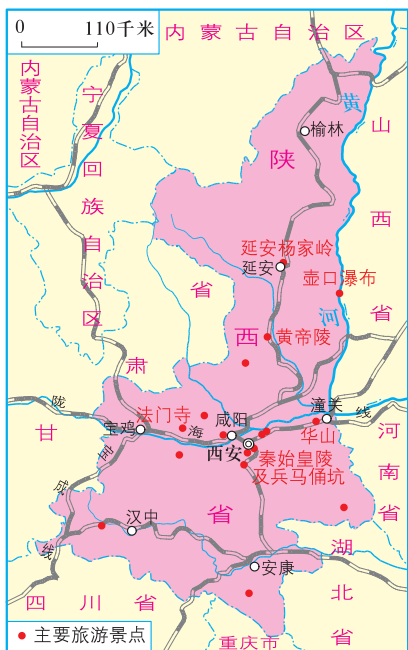 0 110千米
内蒙古自治区
内蒙古自治区
宁夏回族自治区
黄河
山西省
榆林
陕西省
延安杨家岭
延安
壶口瀑布
黄帝陵
甘肃省
陇海线
法门寺
宝鸡
咸阳
潼关
华山
西安
秦始皇陵
及兵马俑坑
河南省
宝成线
汉中
安康
湖北省
四川省
重庆市
主要旅游景点